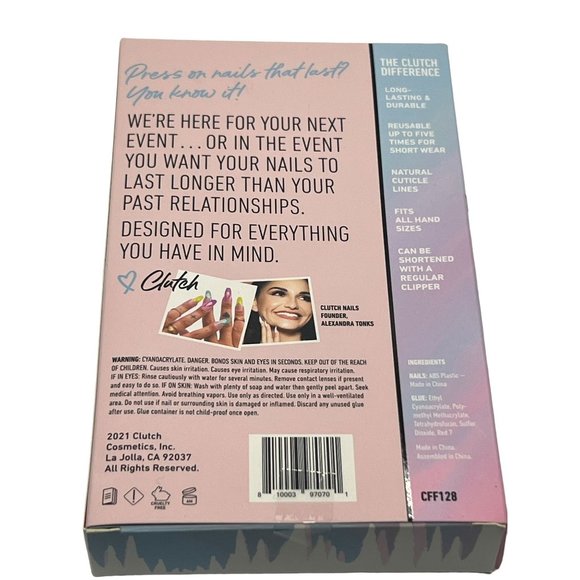 Press on nails that last?
You know it!
WE'RE HERE FOR YOUR NEXT
EVENT...OR IN THE EVENT
YOU WANT YOUR NAILS TO
LAST LONGER THAN YOUR
PAST RELATIONSHIPS.
DESIGNED FOR EVERYTHING
YOU HAVE IN MIND.
Clutch
CLUTCH NAILS
FOUNDER,
ALEXANDRA TONKS
WARNING: CYANOACRYLATE. DANGER. BONDS SKIN AND EYES IN SECONDS. KEEP OUT OF THE REACH
OF CHILDREN. Causes skin irritation. Causes eye irritation. May cause respiratory irritation.
IF IN EYES: Rinse cautiously with water for several minutes. Remove contact lenses if present
and easy to do so. IF ON SKIN: Wash with plenty of soap and water then gently peel apart. Seek
medical attention. Avoid breathing vapors. Use only as directed. Use only in a well-ventilated
area. Do not use if nail or surrounding skin is damaged or inflamed. Discard any unused glue
after use. Glue container is not child-proof once open.
2021 Clutch
Cosmetics, Inc.
La Jolla, CA 92037
All Rights Reserved.
CRUELTY
FREE
8 10003 97070 1
THE CLUTCH
DIFFERENCE
LONG-
LASTING &
DURABLE
REUSABLE
UP TO FIVE
TIMES FOR
SHORT WEAR
NATURAL
CUTICLE
LINES
FITS
ALL HAND
SIZES
CAN BE
SHORTENED
WITH A
REGULAR
CLIPPER
INGREDIENTS
NAILS: ABS Plastic —
Made in China
GLUE: Ethyl
Cyanoacrylate, Poly-
methyl Methacrylate,
Tetrahydrofuran, Sulfur
Dioxide, Red 7
Made in China.
Assembled in China.
CFF128